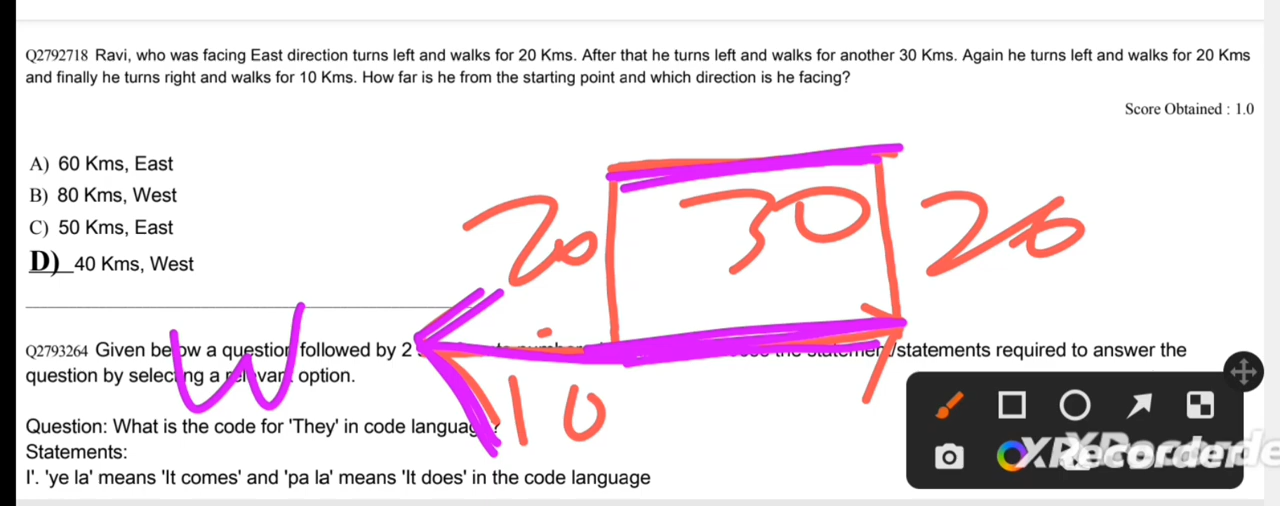 Q2792718 Ravi, who was facing East direction turns left and walks for 20 Kms. After that he turns left and walks for another 30 Kms. Again he turns left and walks for 20 Kms
and finally he turns right and walks for 10 Kms. How far is he from the starting point and which direction is he facing?
Score Obtained : 1.0
A) 60 Kms, East
B) 80 Kms, West
C) 50 Kms, East
D) 40 Kms, West
20 30 20
W
10
Q2793264 Given below a question followed by 2 /statements required to answer the
question by selecting a relevant option.
Question: What is the code for 'They' in code language?
Statements:
I'. 'ye la' means 'It comes' and 'pa la' means 'It does' in the code language
XRecorder